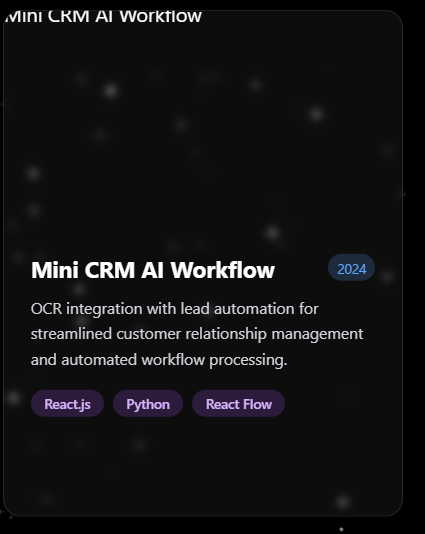 Mini CRM AI Workflow
Mini CRM AI Workflow
2024
OCR integration with lead automation for
streamlined customer relationship management
and automated workflow processing.
React.js
Python
React Flow